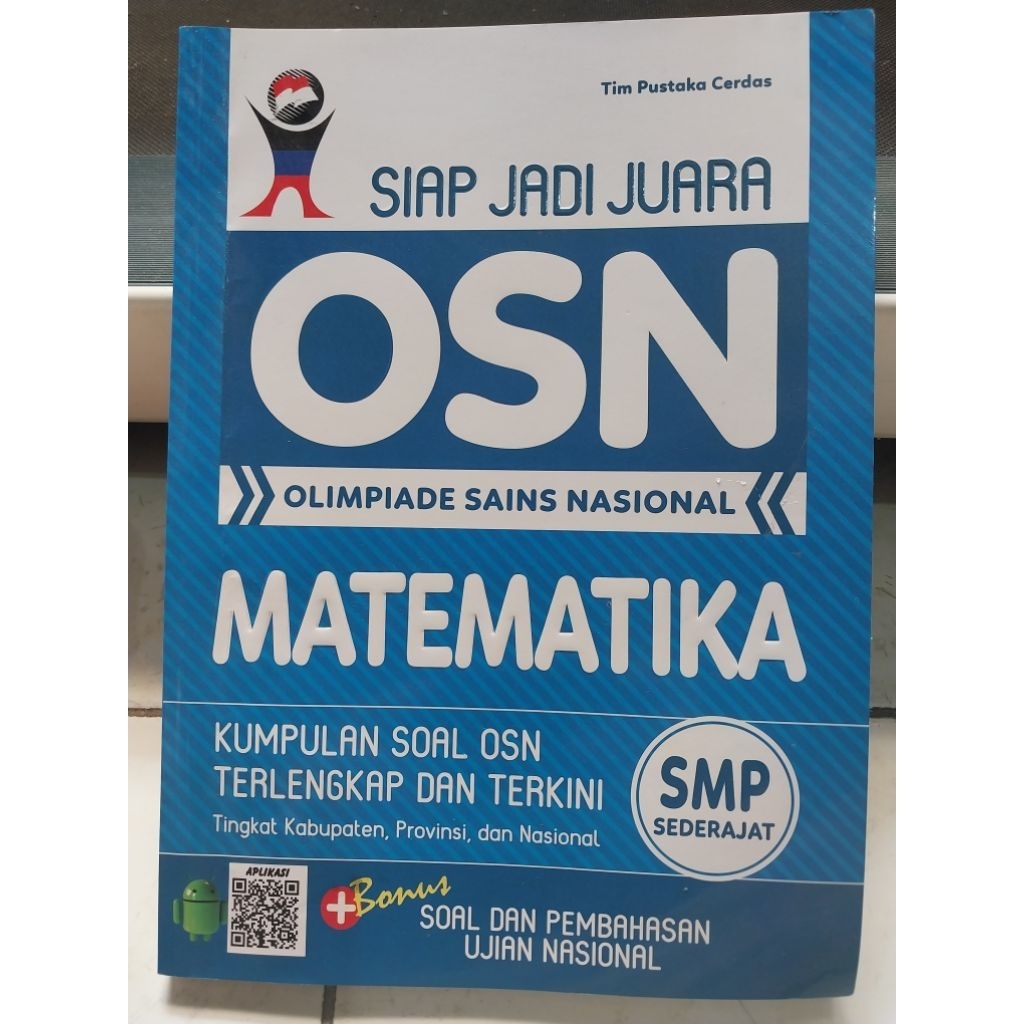 Tim Pustaka Cerdas
SIAP JADI JUARA
OSN
OLIMPIADE SAINS NASIONAL
MATEMATIKA
KUMPULAN SOAL OSN
TERLENGKAP DAN TERKINI
Tingkat Kabupaten, Provinsi, dan Nasional
SMP
SEDERAJAT
APLIKASI
+Bonus
SOAL DAN PEMBAHASAN
UJIAN NASIONAL